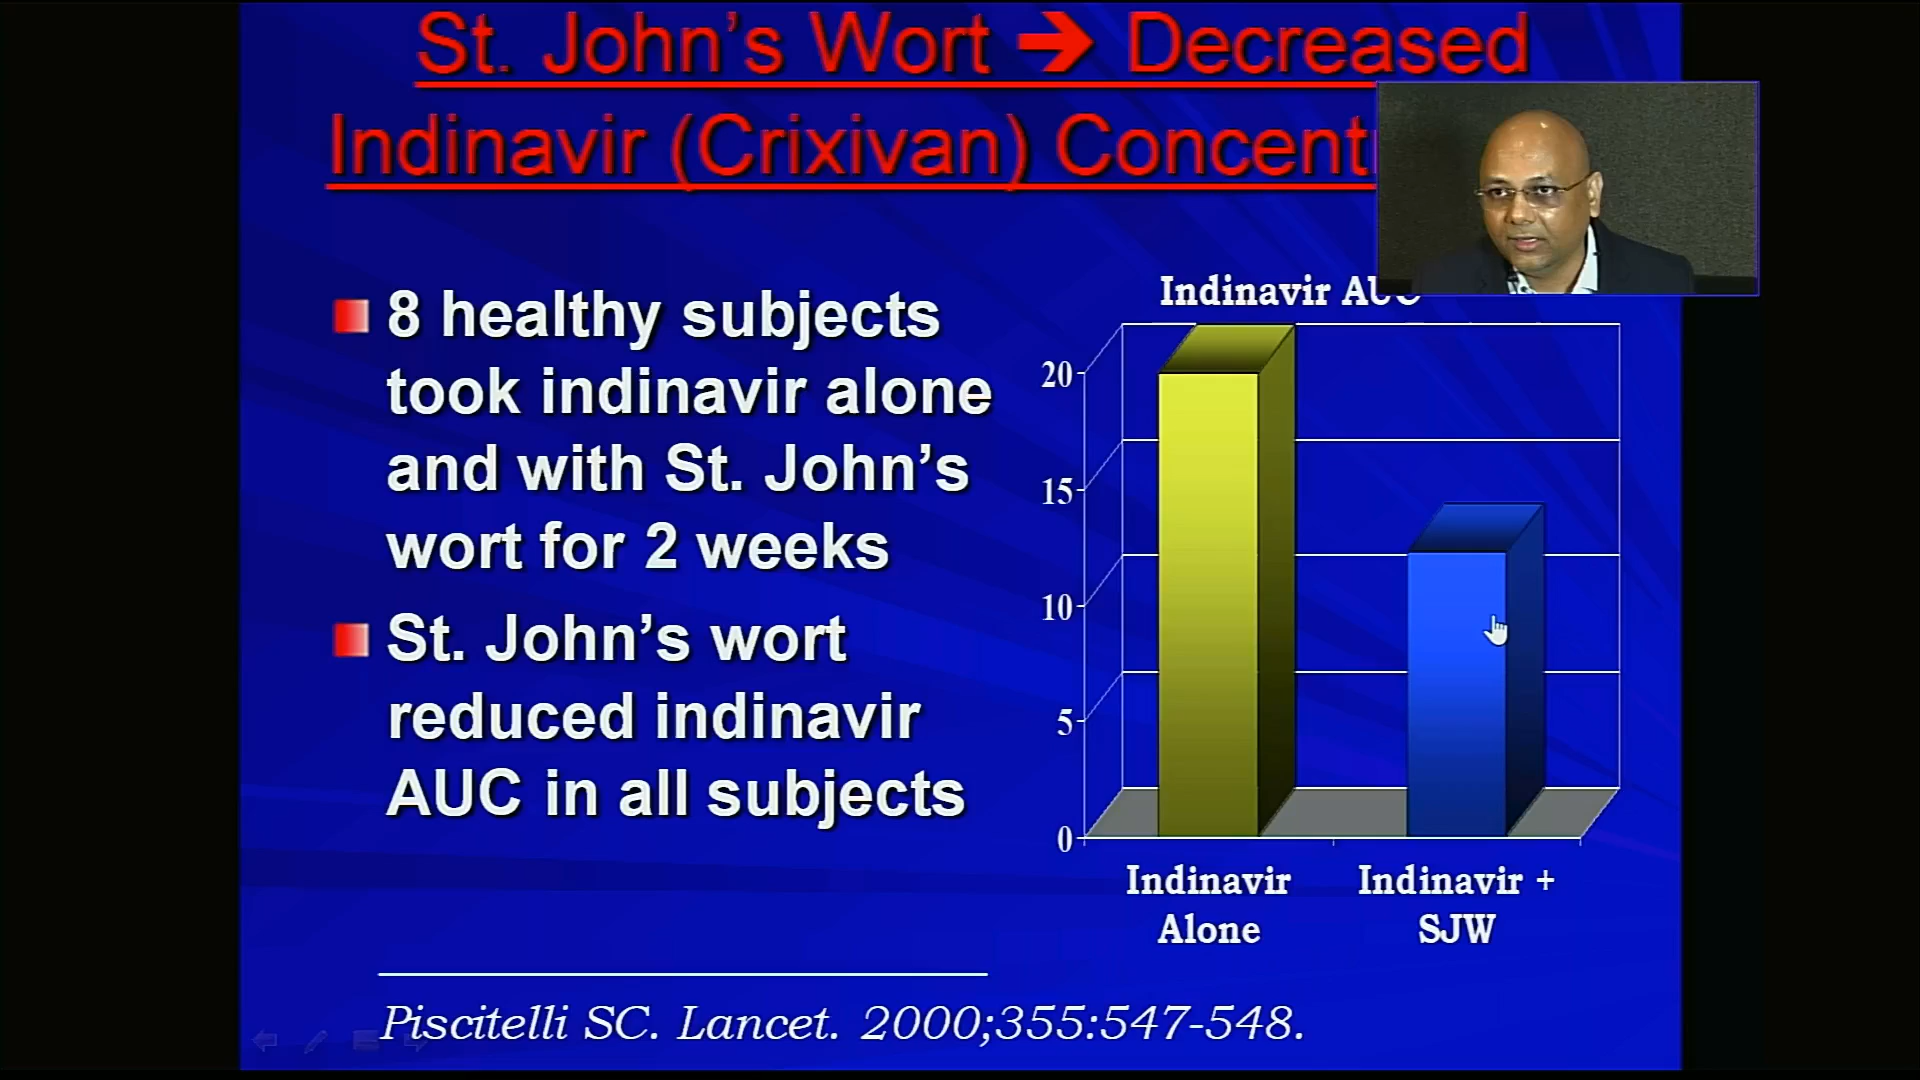 St. John’s Wort ➔ Decreased
Indinavir (Crixivan)
8 healthy subjects
took indinavir alone
and with St. John’s
wort for 2 weeks
St. John’s wort
reduced indinavir
AUC in all subjects
Indinavir AUC
20
15
10
5
0
Indinavir
Alone
Indinavir +
SJW
Piscitelli SC. Lancet. 2000;355:547-548.